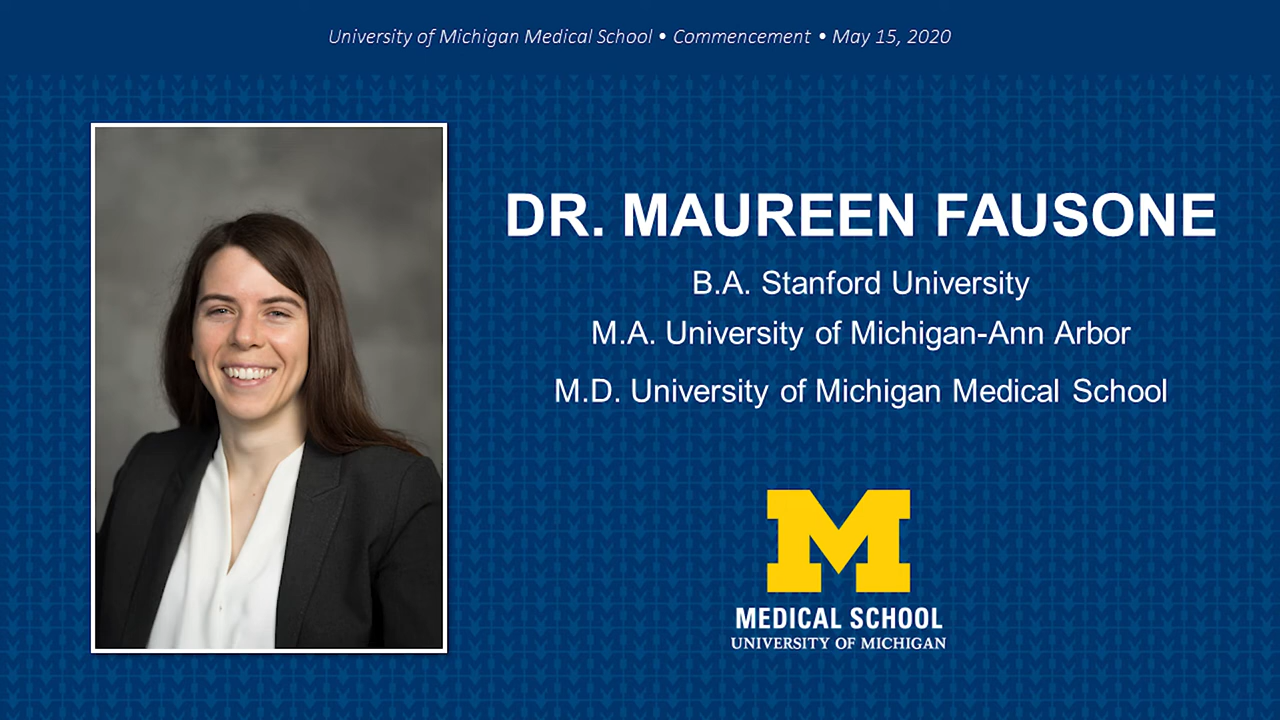 University of Michigan Medical School • Commencement • May 15, 2020
DR. MAUREEN FAUSONE
B.A. Stanford University
M.A. University of Michigan-Ann Arbor
M.D. University of Michigan Medical School
M
MEDICAL SCHOOL
UNIVERSITY OF MICHIGAN